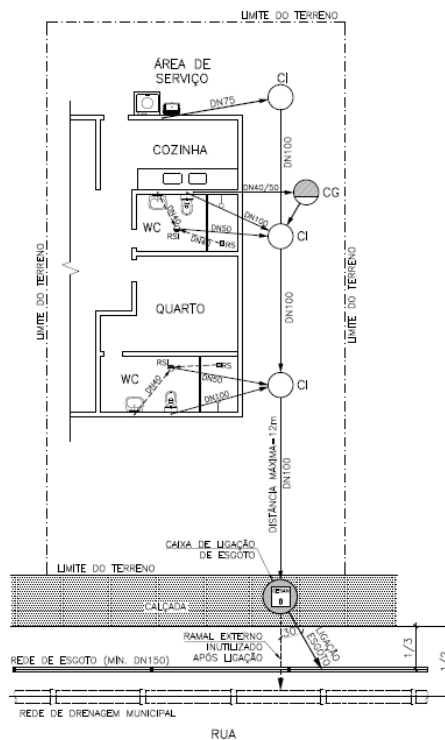 LIMITE DO TERRENO
ÁREA DE
SERVIÇO
CI
DN75
COZINHA
DN100
DN40/50
CG
DN40
DN100
WC
DN50
RSI
DN40
RS
CI
LIMITE DO TERRENO
LIMITE DO TERRENO
QUARTO
DN100
RSI
RS
WC
DN40
DN50
DN100
CI
DISTÂNCIA MÁXIMA=12m
DN100
CAIXA DE LIGAÇÃO
DE ESGOTO
LIMITE DO TERRENO
CALÇADA
RAMAL EXTERNO
INUTILIZADO
APÓS LIGAÇÃO
30°
LIGAÇÃO
ESGOTO
1/3
1/2
REDE DE ESGOTO (MÍN. DN150)
REDE DE DRENAGEM MUNICIPAL
RUA